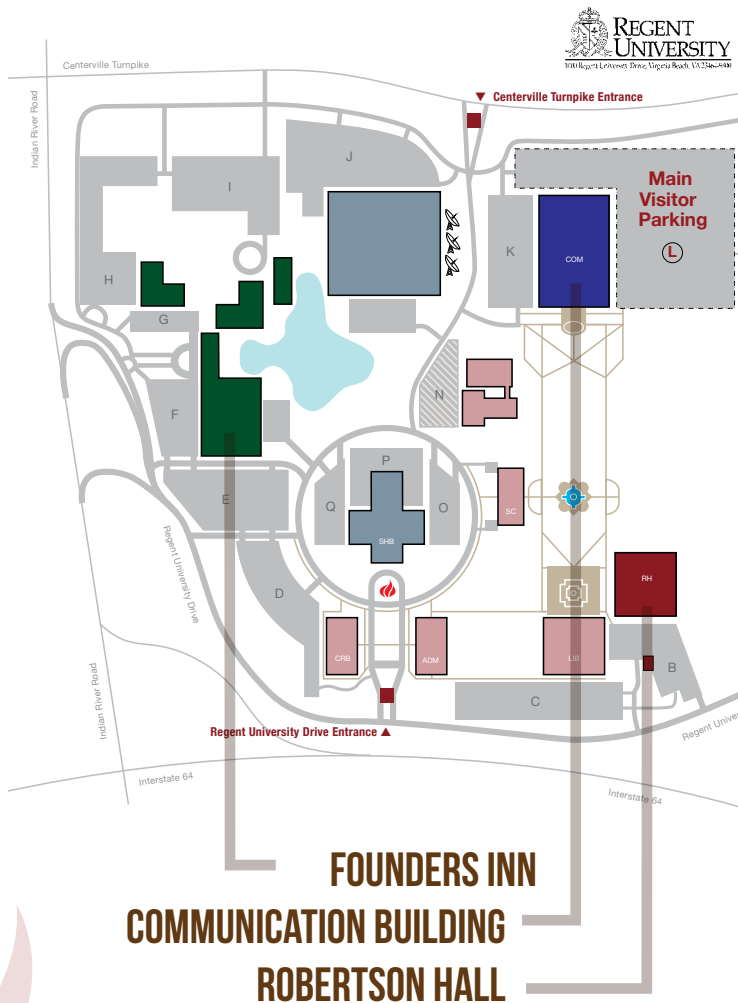 REGENT
UNIVERSITY
Centerville Turnpike
Indian River Road
Centerville Turnpike Entrance
J
I
Main
Visitor
Parking
L
K
COM
H
G
N
F
P
E
Q
O
SC
SHB
Regent University Drive
D
RH
CRB
ADM
LIB
B
Indian River Road
C
Regent University Drive Entrance
Regent Unive
Interstate 64
Interstate 64
FOUNDERS INN
COMMUNICATION BUILDING
ROBERTSON HALL